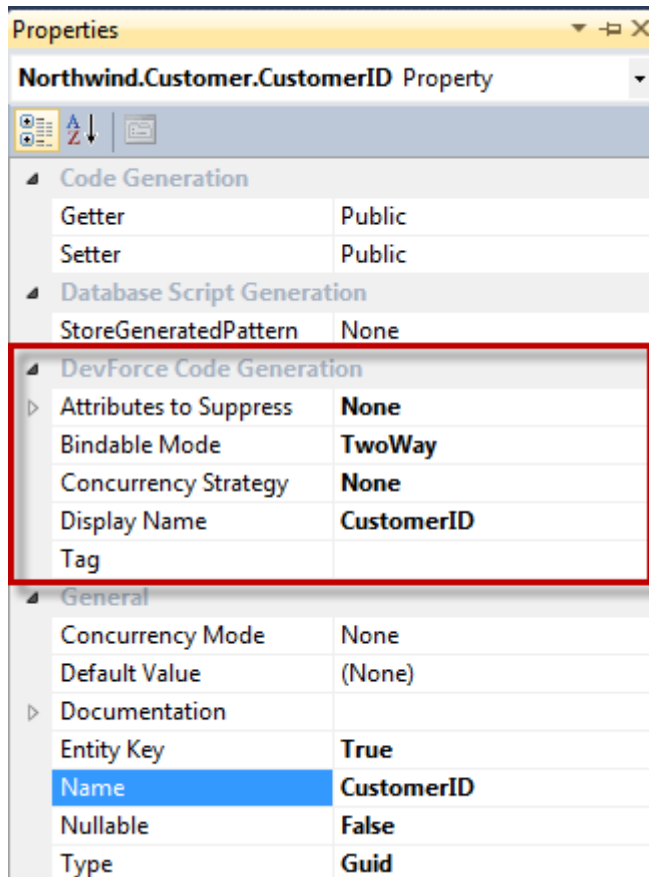 Properties
Northwind.Customer.CustomerID Property
Code Generation
Getter Public
Setter Public
Database Script Generation
StoreGeneratedPattern None
DevForce Code Generation
Attributes to Suppress None
Bindable Mode TwoWay
Concurrency Strategy None
Display Name CustomerID
Tag
General
Concurrency Mode None
Default Value (None)
Documentation
Entity Key True
Name CustomerID
Nullable False
Type Guid